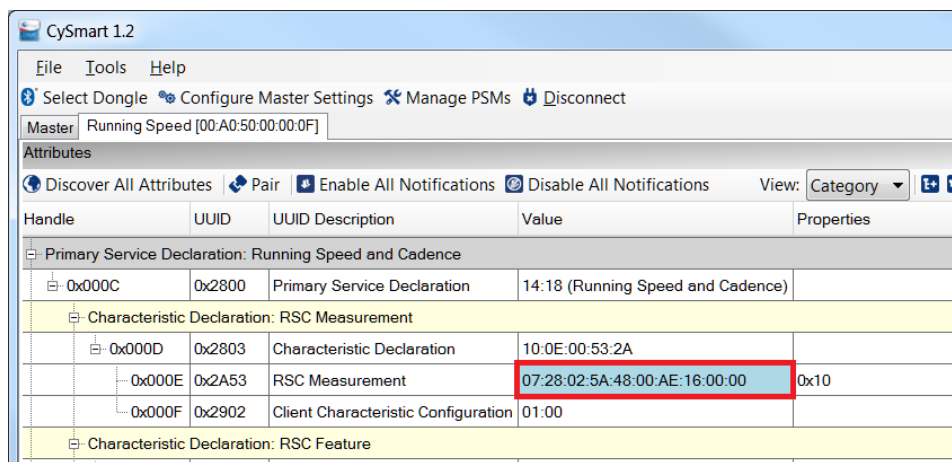 CySmart 1.2
File Tools Help
Select Dongle Configure Master Settings Manage PSMs Disconnect
Master Running Speed [00:A0:50:00:00:0F]
Attributes
Discover All Attributes Pair Enable All Notifications Disable All Notifications View: Category
Handle UUID UUID Description Value Properties
Primary Service Declaration: Running Speed and Cadence
0x000C 0x2800 Primary Service Declaration 14:18 (Running Speed and Cadence)
Characteristic Declaration: RSC Measurement
0x000D 0x2803 Characteristic Declaration 10:0E:00:53:2A
0x000E 0x2A53 RSC Measurement 07:28:02:5A:48:00:AE:16:00:00 0x10
0x000F 0x2902 Client Characteristic Configuration 01:00
Characteristic Declaration: RSC Feature